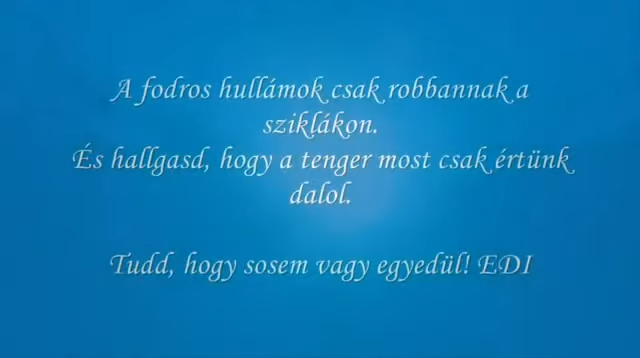 A fodros hullámok csak robbannak a
sziklákon.
És hallgasd, hogy a tenger most csak értünk
dalol.
Tudd, hogy sosem vagy egyedül! EDI